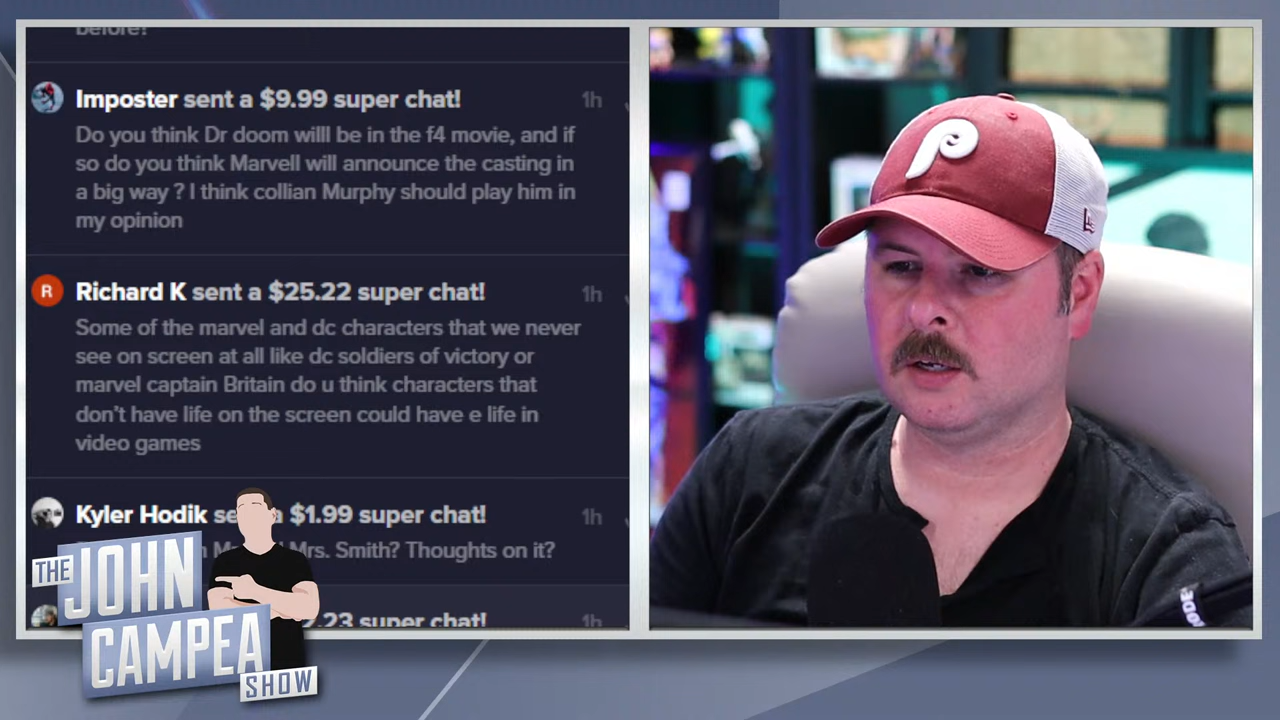 before?
Imposter sent a $9.99 super chat!
1h
Do you think Dr doom willl be in the f4 movie, and if
so do you think Marvell will announce the casting in
a big way ? I think collian Murphy should play him in
my opinion
R
Richard K sent a $25.22 super chat!
1h
Some of the marvel and dc characters that we never
see on screen at all like dc soldiers of victory or
marvel captain Britain do u think characters that
don't have life on the screen could have e life in
video games
Kyler Hodik $1.99 super chat!
1h
Mrs. Smith? Thoughts on it?
.23 super chat!
1h
THE
JOHN
CAMPEA
SHOW
P